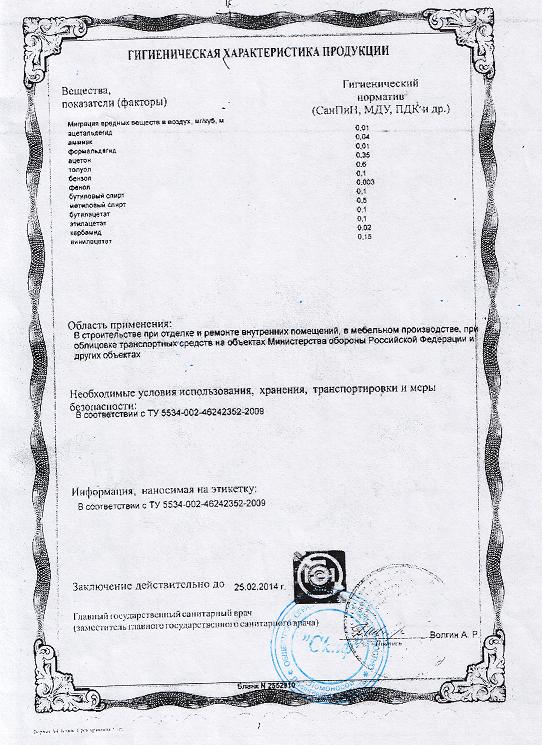 ГИГИЕНИЧЕСКАЯ ХАРАКТЕРИСТИКА ПРОДУКЦИИ
Вещества,
показатели (факторы)
Гигиенический
норматив
(СанПиН, МДУ, ПДК и др.)
Миграция вредных веществ в воздух, мг/куб, м
ацетальдегид 0,01
аммиак 0,04
формальдегид 0,01
ацетон 0,35
толуол 0,6
бензол 0,1
фенол 0,003
бутиловый спирт 0,1
метиловый спирт 0,5
бутилацетат 0,1
этилацетат 0,1
карбамид 0,02
винилацетат 0,15
Область применения:
В строительстве при отделке и ремонте внутренних помещений, в мебельном производстве, при
облицовке транспортных средств на объектах Министерства обороны Российской Федерации и
других объектах
Необходимые условия использования, хранения, транспортировки и меры
безопасности:
В соответствии с ТУ 5534-002-46242352-2009
Информация, наносимая на этикетку:
В соответствии с ТУ 5534-002-46242352-2009
Заключение действительно до 25.02.2014 г.
Главный государственный санитарный врач
(заместитель главного государственного санитарного врача)
Волгин А. Р
подпись
Бланк N